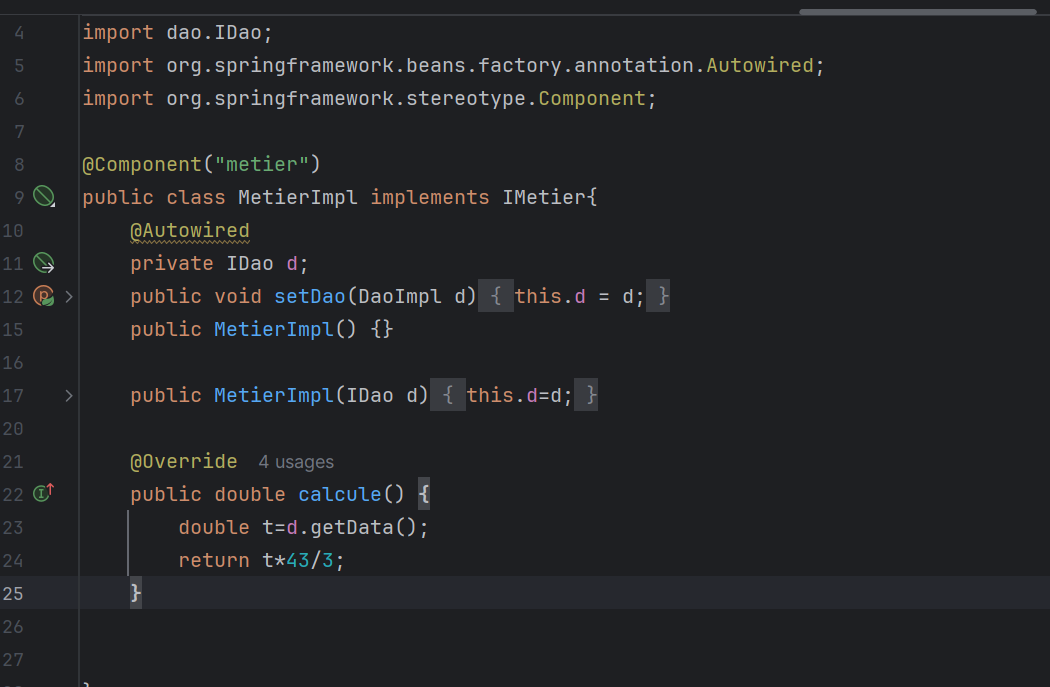 4 import dao.IDao;
5 import org.springframework.beans.factory.annotation.Autowired;
6 import org.springframework.stereotype.Component;
7
8 @Component("metier")
9 public class MetierImpl implements IMetier{
10     @Autowired
11     private IDao d;
12     public void setDao(DaoImpl d) { this.d = d; }
15     public MetierImpl() {}
16
17     public MetierImpl(IDao d) { this.d=d; }
20
21     @Override 4 usages
22     public double calcule() {
23         double t=d.getData();
24         return t*43/3;
25     }
26
27